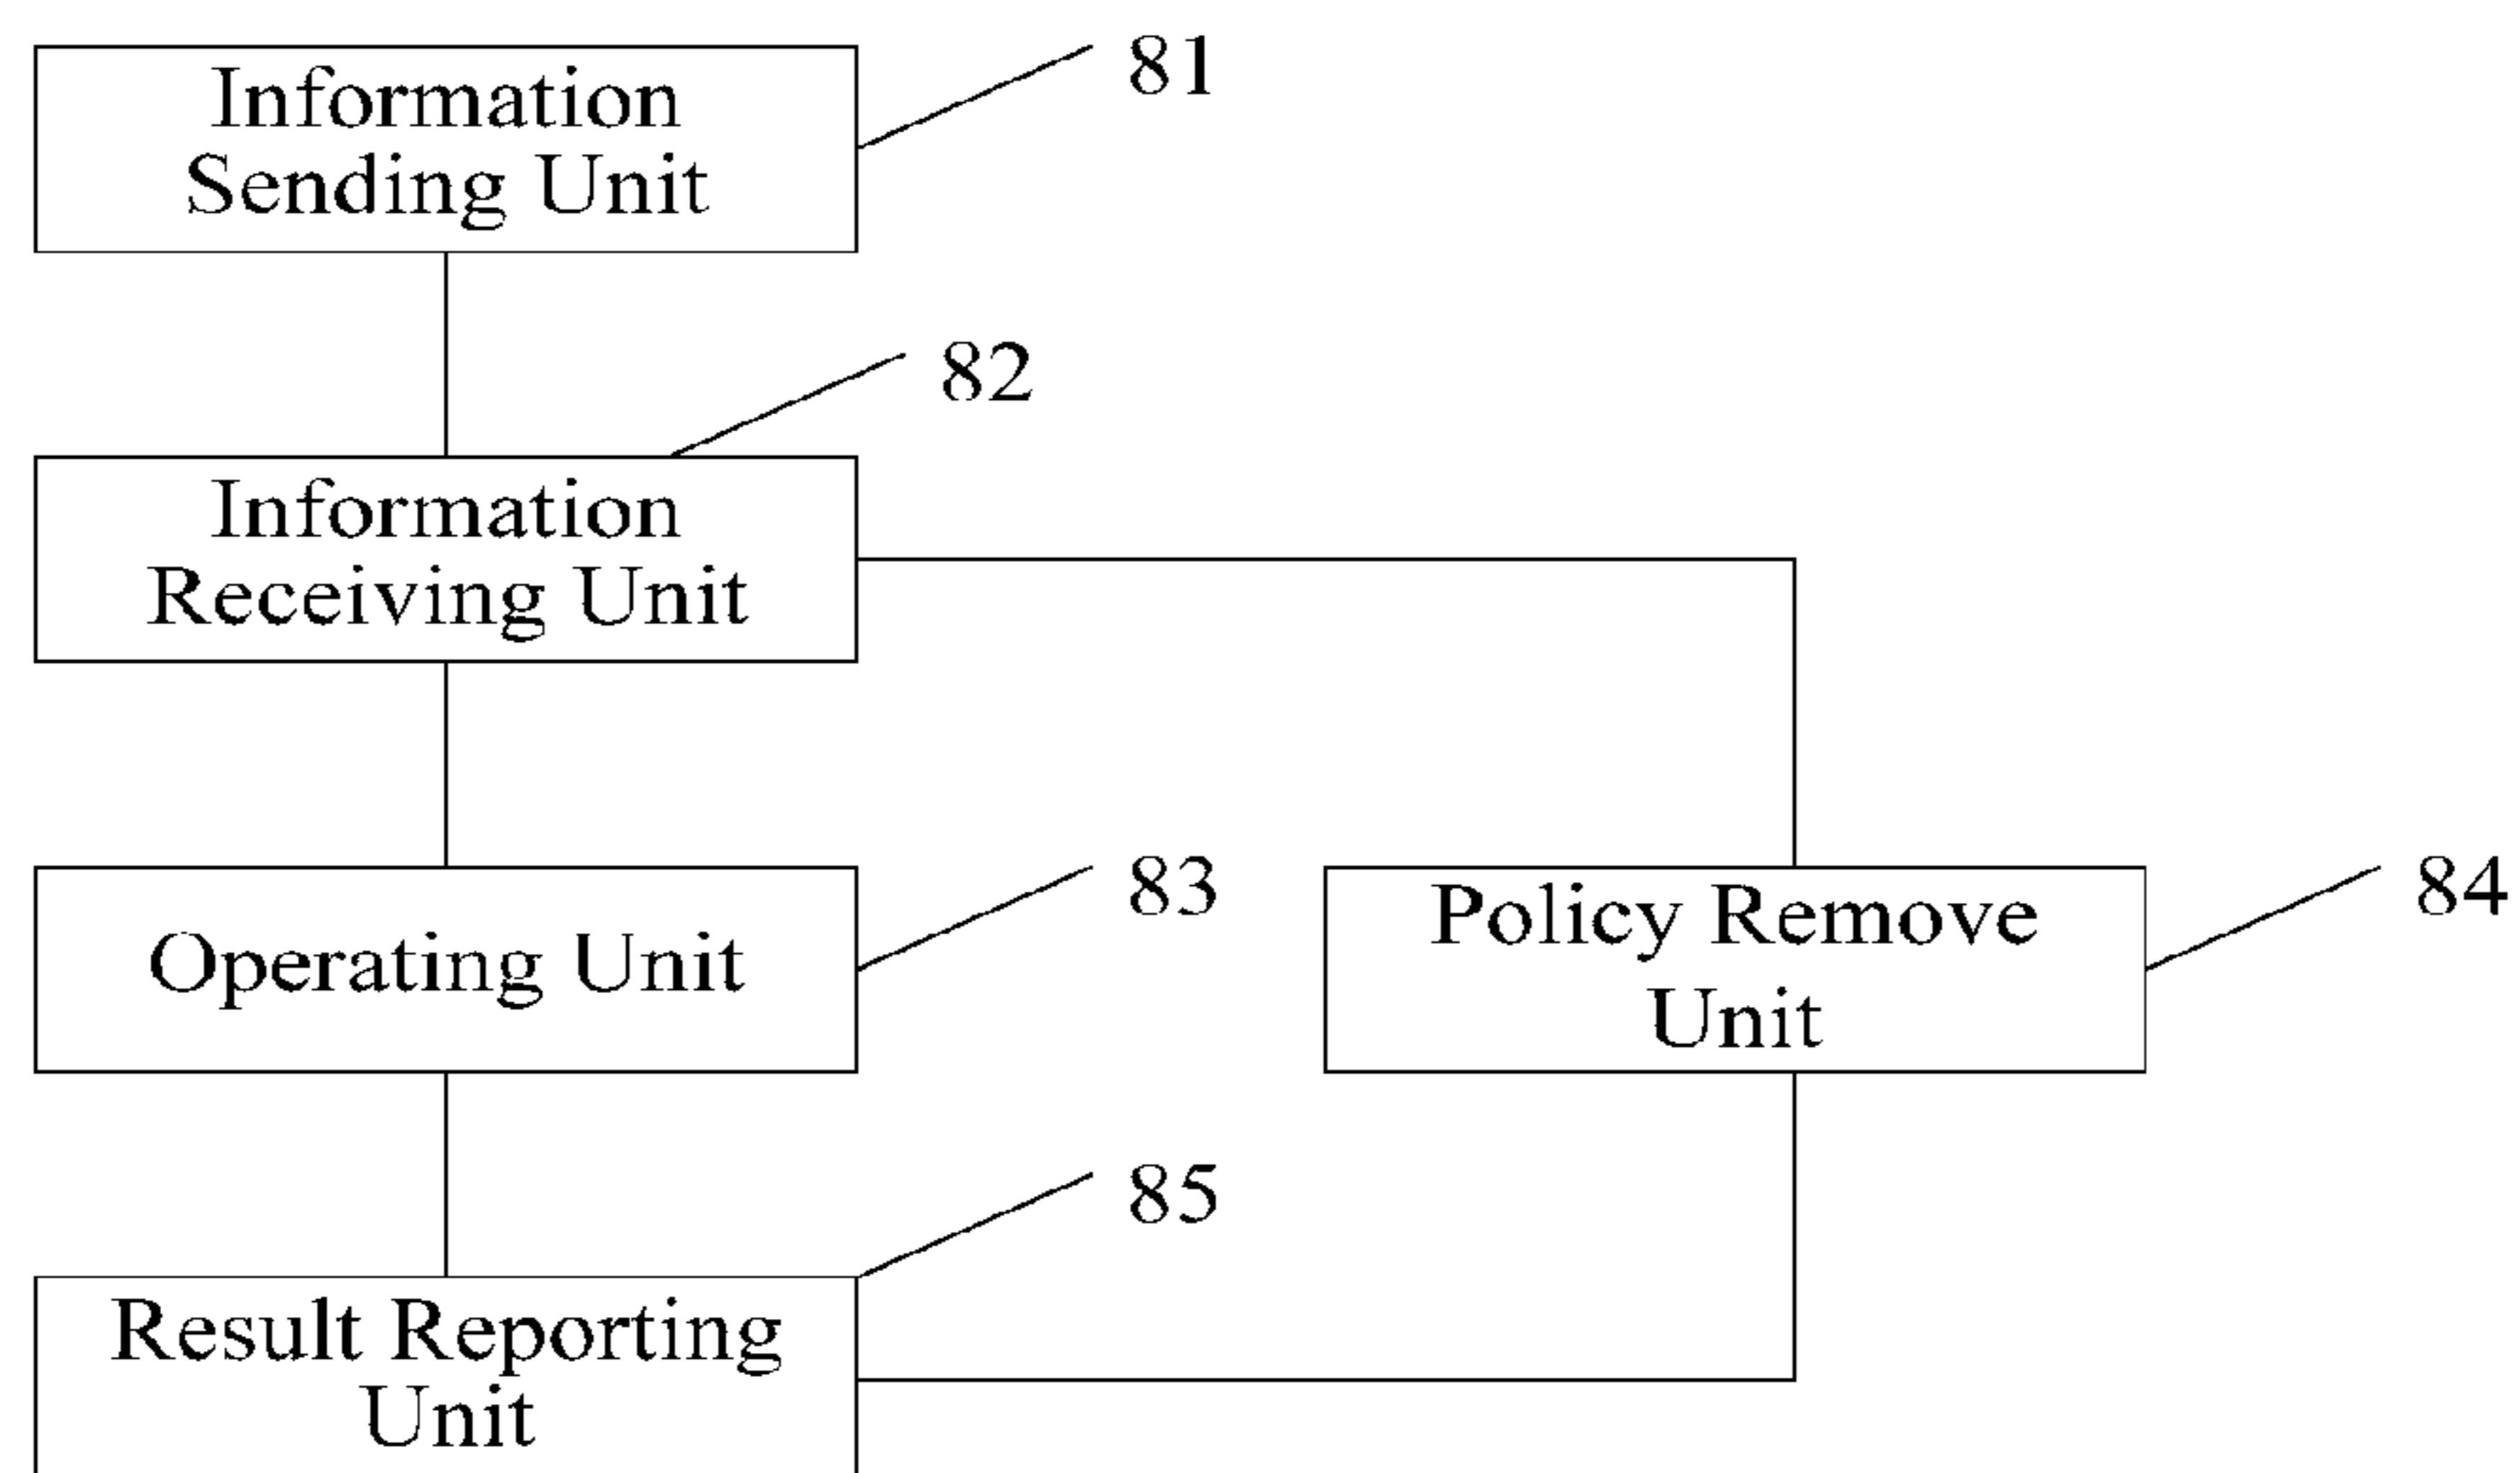 Information
Sending Unit
81
82
Information
Receiving Unit
83
Operating Unit
84
Policy Remove
Unit
85
Result Reporting
Unit